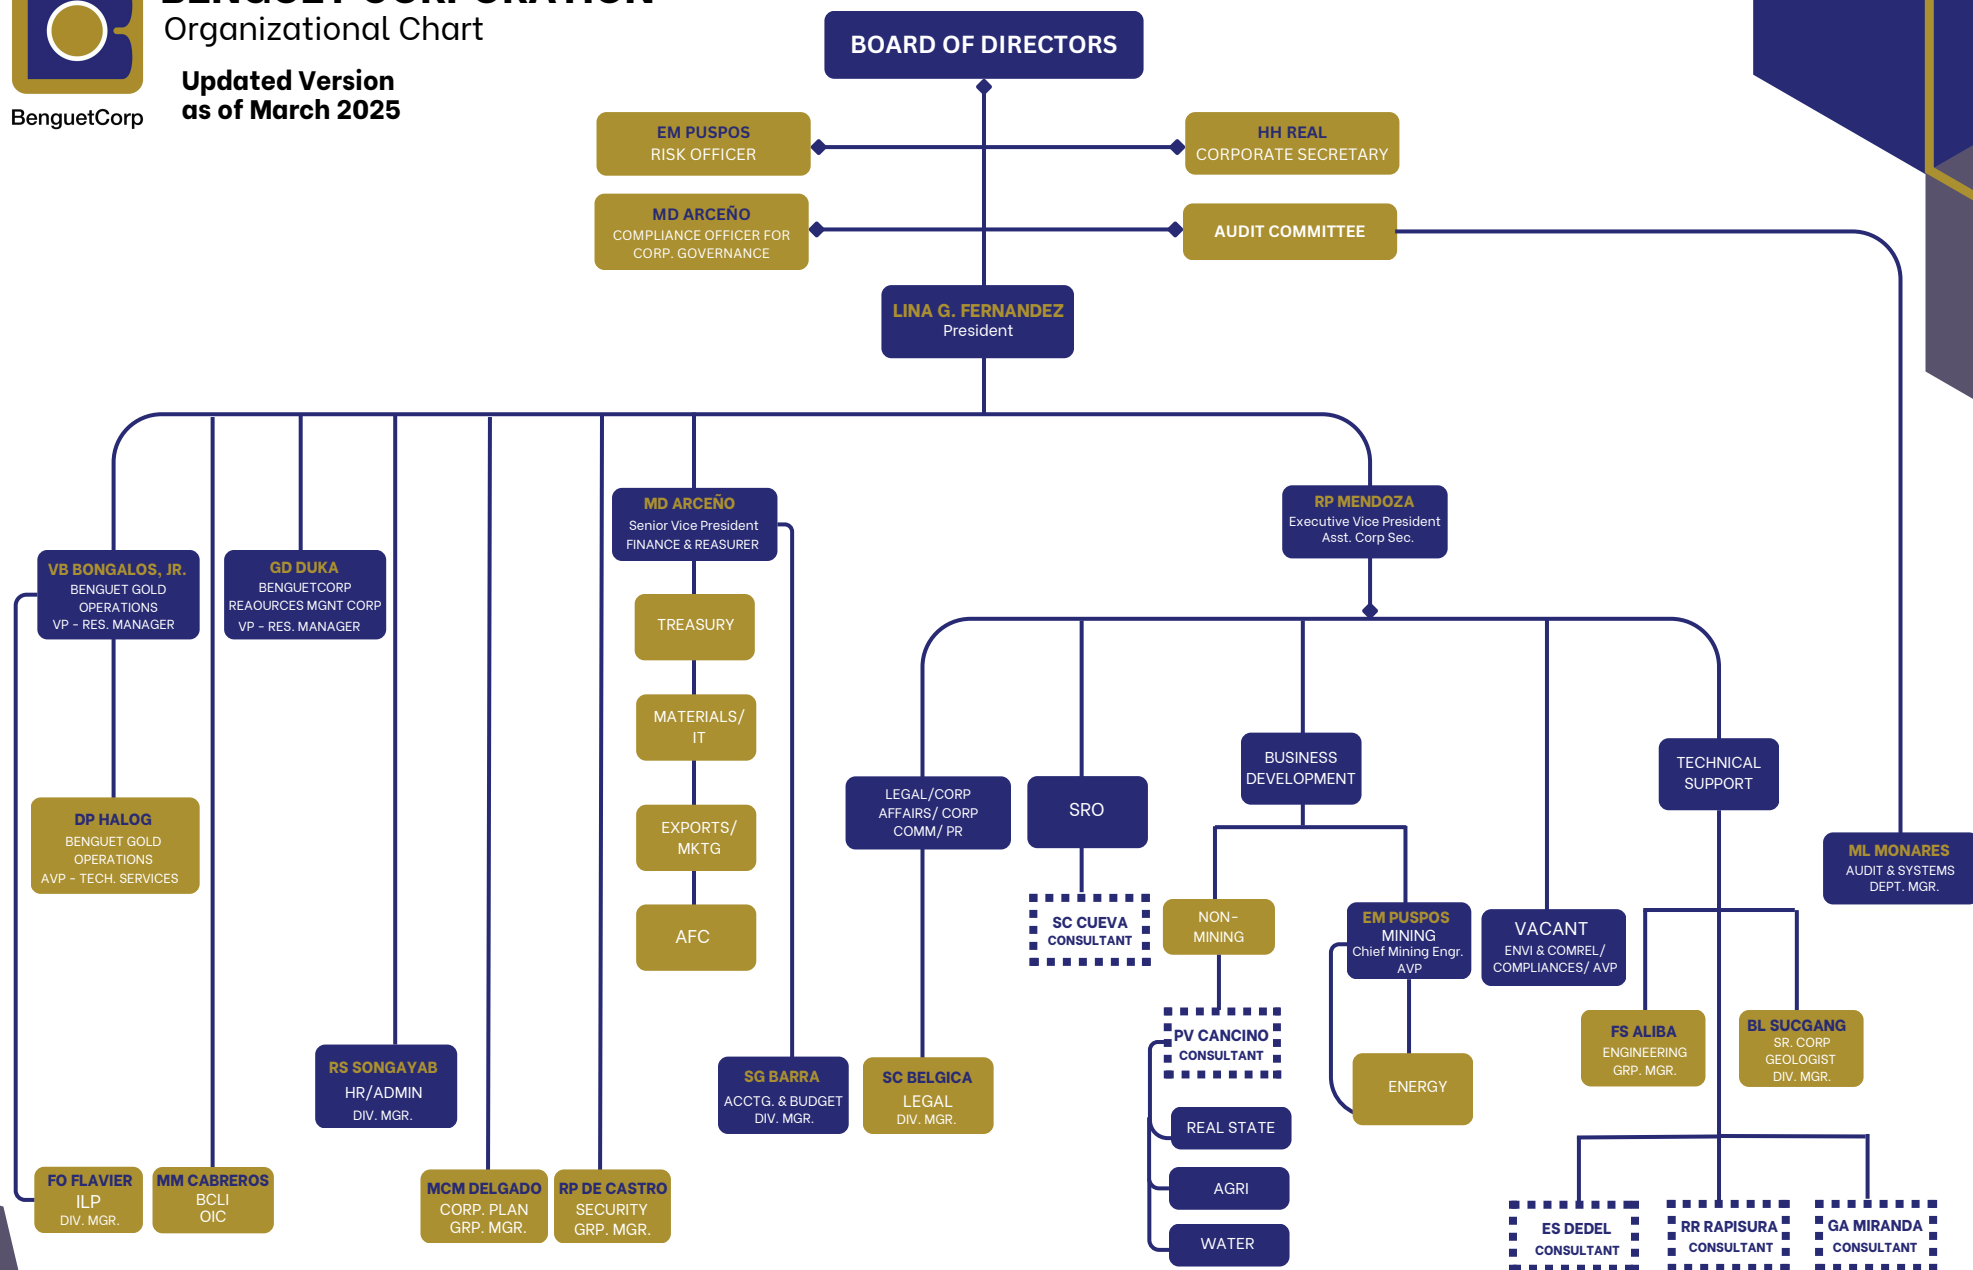 BENGUET CORPORATION
Organizational Chart
Updated Version
as of March 2025
BenguetCorp
BOARD OF DIRECTORS
EM PUSPOS
RISK OFFICER
HH REAL
CORPORATE SECRETARY
MD ARCEÑO
COMPLIANCE OFFICER FOR
CORP. GOVERNANCE
AUDIT COMMITTEE
LINA G. FERNANDEZ
President
MD ARCEÑO
Senior Vice President
FINANCE & REASURER
RP MENDOZA
Executive Vice President
Asst. Corp Sec.
VB BONGALOS, JR.
BENGUET GOLD
OPERATIONS
VP - RES. MANAGER
GD DUKA
BENGUETCORP
REAOURCES MGNT CORP
VP - RES. MANAGER
TREASURY
MATERIALS/
IT
EXPORTS/
MKTG
AFC
DP HALOG
BENGUET GOLD
OPERATIONS
AVP - TECH. SERVICES
LEGAL/CORP
AFFAIRS/ CORP
COMM/ PR
SRO
BUSINESS
DEVELOPMENT
TECHNICAL
SUPPORT
ML MONARES
AUDIT & SYSTEMS
DEPT. MGR.
SC CUEVA
CONSULTANT
NON-
MINING
EM PUSPOS
MINING
Chief Mining Engr.
AVP
VACANT
ENVI & COMREL/
COMPLIANCES/ AVP
PV CANCINO
CONSULTANT
ENERGY
FS ALIBA
ENGINEERING
GRP. MGR.
BL SUCGANG
SR. CORP
GEOLOGIST
DIV. MGR.
RS SONGAYAB
HR/ADMIN
DIV. MGR.
SG BARRA
ACCTG. & BUDGET
DIV. MGR.
SC BELGICA
LEGAL
DIV. MGR.
REAL STATE
AGRI
WATER
FO FLAVIER
ILP
DIV. MGR.
MM CABREROS
BCLI
OIC
MCM DELGADO
CORP. PLAN
GRP. MGR.
RP DE CASTRO
SECURITY
GRP. MGR.
ES DEDEL
CONSULTANT
RR RAPISURA
CONSULTANT
GA MIRANDA
CONSULTANT